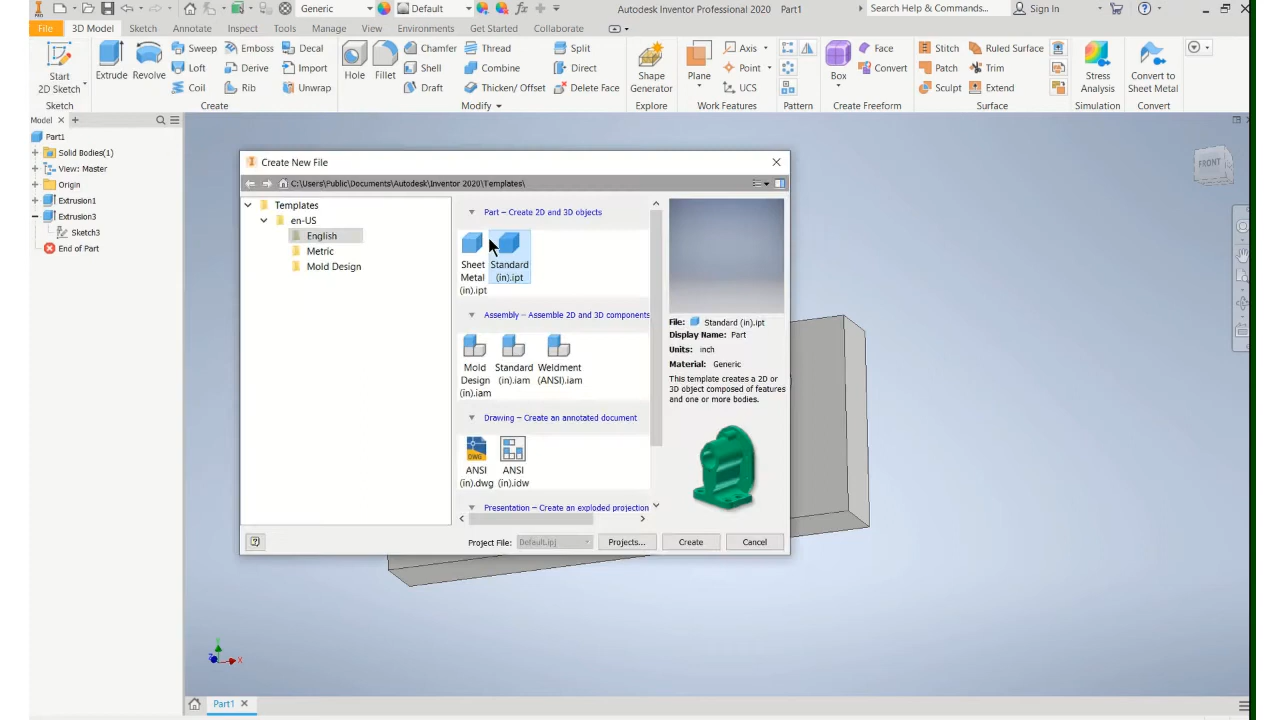 PRO
Generic
Default
fx
Autodesk Inventor Professional 2020 Part1
Search Help & Commands...
Sign In
File 3D Model Sketch Annotate Inspect Tools Manage View Environments Get Started Collaborate
Start
2D Sketch
Sketch
Extrude
Revolve
Sweep
Loft
Coil
Emboss
Derive
Rib
Decal
Import
Unwrap
Create
Hole
Fillet
Chamfer
Shell
Draft
Thread
Combine
Thicken/ Offset
Split
Direct
Delete Face
Modify
Shape
Generator
Explore
Plane
Axis
Point
UCS
Work Features
Pattern
Box
Face
Convert
Create Freeform
Stitch
Patch
Sculpt
Ruled Surface
Trim
Extend
Surface
Stress
Analysis
Simulation
Convert to
Sheet Metal
Convert
Model
Part1
Solid Bodies(1)
View: Master
Origin
Extrusion1
Extrusion3
Sketch3
End of Part
Create New File
C:\Users\Public\Documents\Autodesk\Inventor 2020\Templates\
Templates
en-US
English
Metric
Mold Design
Part – Create 2D and 3D objects
Sheet
Metal
(in).ipt
Standard
(in).ipt
Assembly – Assemble 2D and 3D components
Mold
Design
(in).iam
Standard
(in).iam
Weldment
(ANSI).iam
Drawing – Create an annotated document
DWG
ANSI
(in).dwg
ANSI
(in).idw
Presentation – Create an exploded projection
File: Standard (in).ipt
Display Name: Part
Units: inch
Material: Generic
This template creates a 2D or
3D object composed of features
and one or more bodies.
Project File: Default.ipj
Projects...
Create
Cancel
FRONT
Y
Z
X
Part1